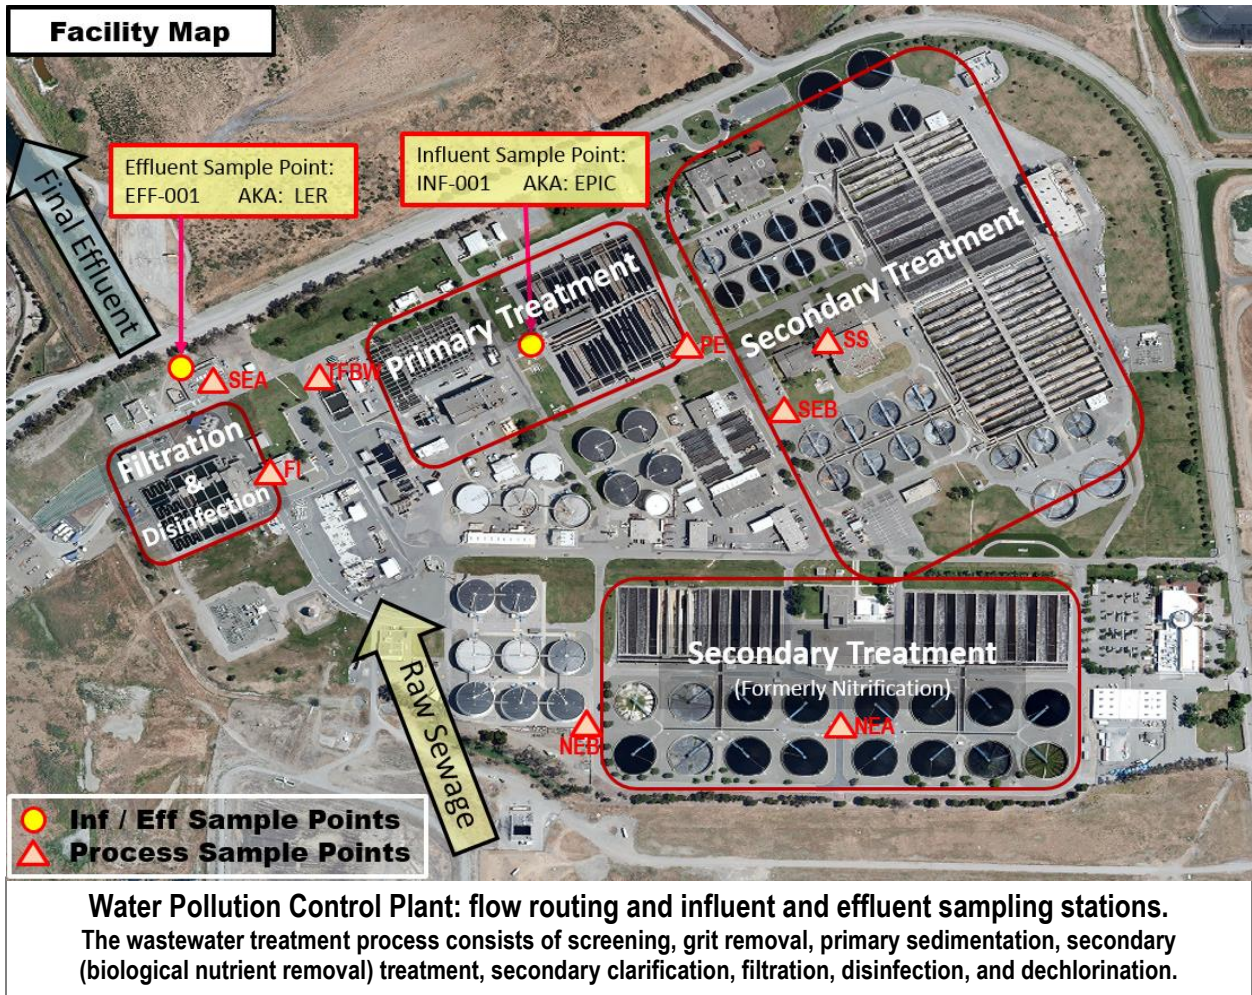 Facility Map
Effluent Sample Point:
EFF-001 AKA: LER
Influent Sample Point:
INF-001 AKA: EPIC
Final Effluent
Primary Treatment
Secondary Treatment
PE
SS
SEA
TFBW
SEB
Filtration
&
Disinfection
FI
Raw Sewage
Secondary Treatment
(Formerly Nitrification)
NEB
NEA
Inf / Eff Sample Points
Process Sample Points
Water Pollution Control Plant: flow routing and influent and effluent sampling stations.
The wastewater treatment process consists of screening, grit removal, primary sedimentation, secondary
(biological nutrient removal) treatment, secondary clarification, filtration, disinfection, and dechlorination.